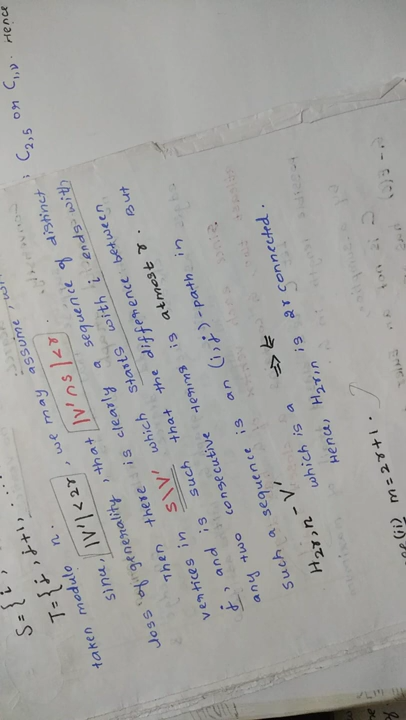 C2,5 or C1,0. Hence
S = {i,
T = {j, j+1, ...
taken modulo n.
Since, |V'| < 2r, we may assume,
loss of generality, that |V' ∩ S| < r.
Then there is clearly a sequence of distinct
vertices in S\V' which starts with i ends with
j, and is such that the difference between
any two consecutive terms is atmost r. But
such a sequence is an (i,j)-path in
H2r,n - V' which is a ⇒⇐
Hence, H2r,n is 2r connected.
(ii) m = 2r+1.